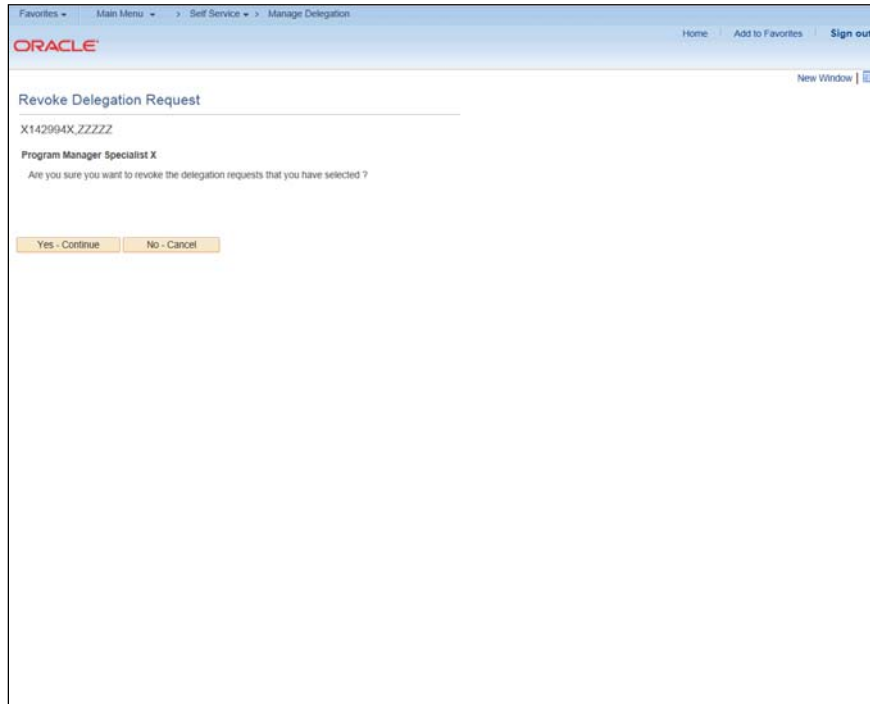 Favorites Main Menu > Self Service > Manage Delegation
Home Add to Favorites Sign out
ORACLE
New Window |
Revoke Delegation Request
X142994X,ZZZZZ
Program Manager Specialist X
Are you sure you want to revoke the delegation requests that you have selected ?
Yes - Continue No - Cancel